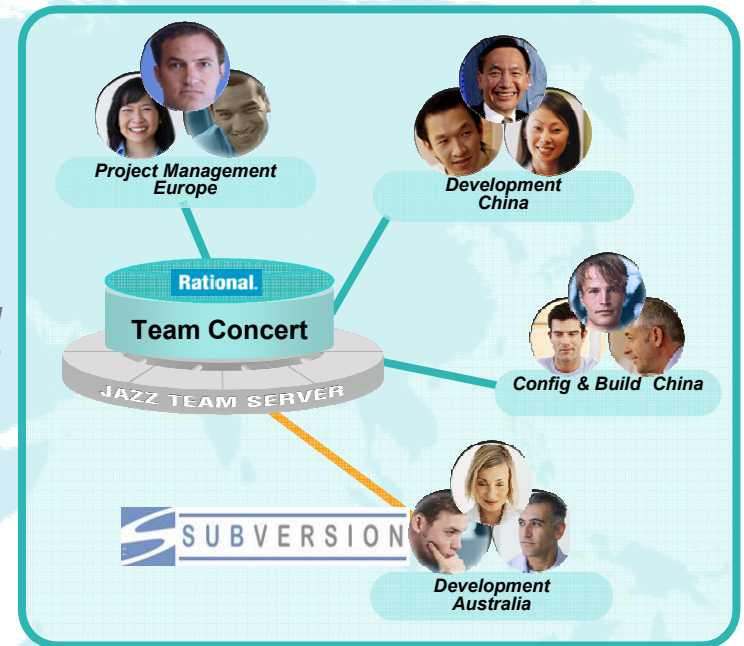 Project Management
Europe
Development
China
Rational.
Team Concert
JAZZ TEAM SERVER
Config & Build China
SUBVERSION
Development
Australia